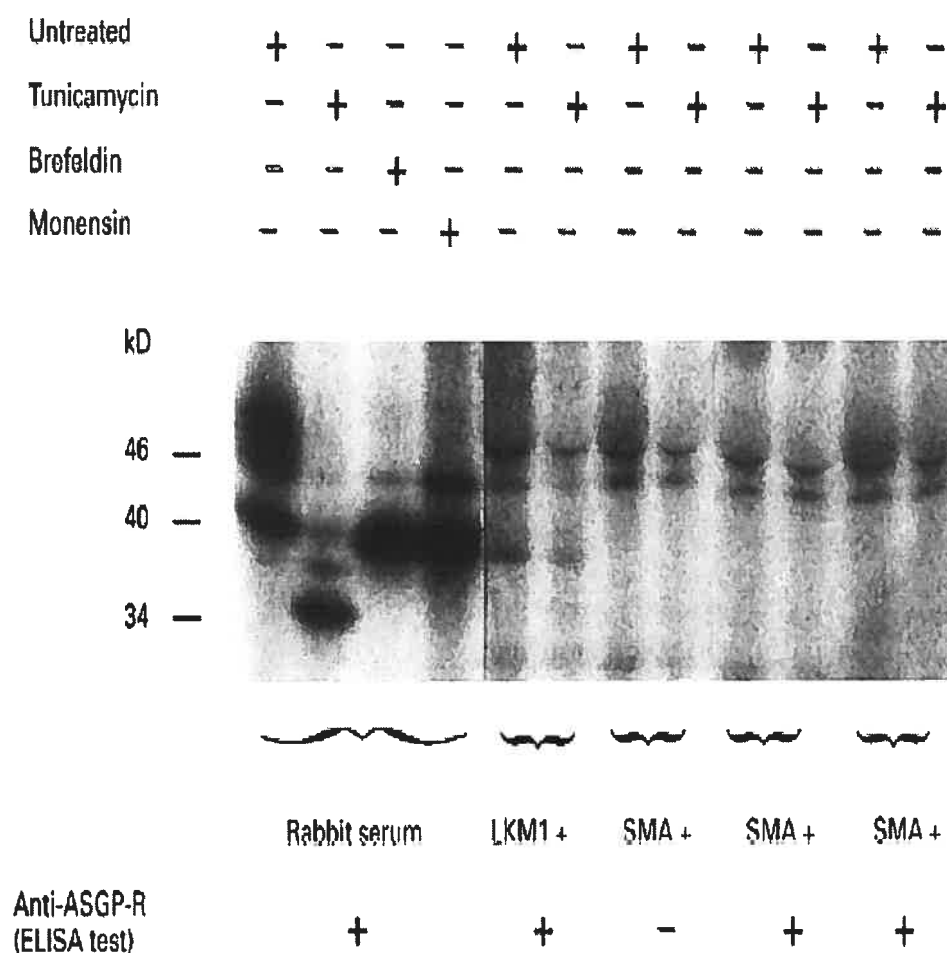 Untreated + - - - + - + - + - + -
Tunicamycin - + - - - + - + - + - +
Brefeldin - - + - - - - - - - - -
Monensin - - - + - - - - - - - -
kD
46
40
34
Rabbit serum LKM1 + SMA + SMA + SMA +
Anti-ASGP-R
(ELISA test) + + - + +